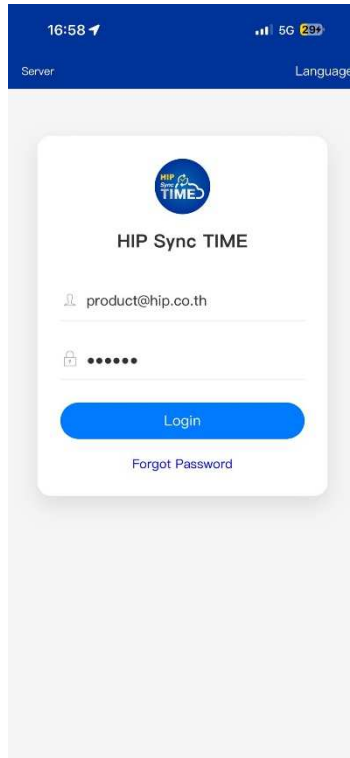 16:58
5G 29
Server
Language
HIP
Sync
TIME
HIP Sync TIME
product@hip.co.th
••••••
Login
Forgot Password